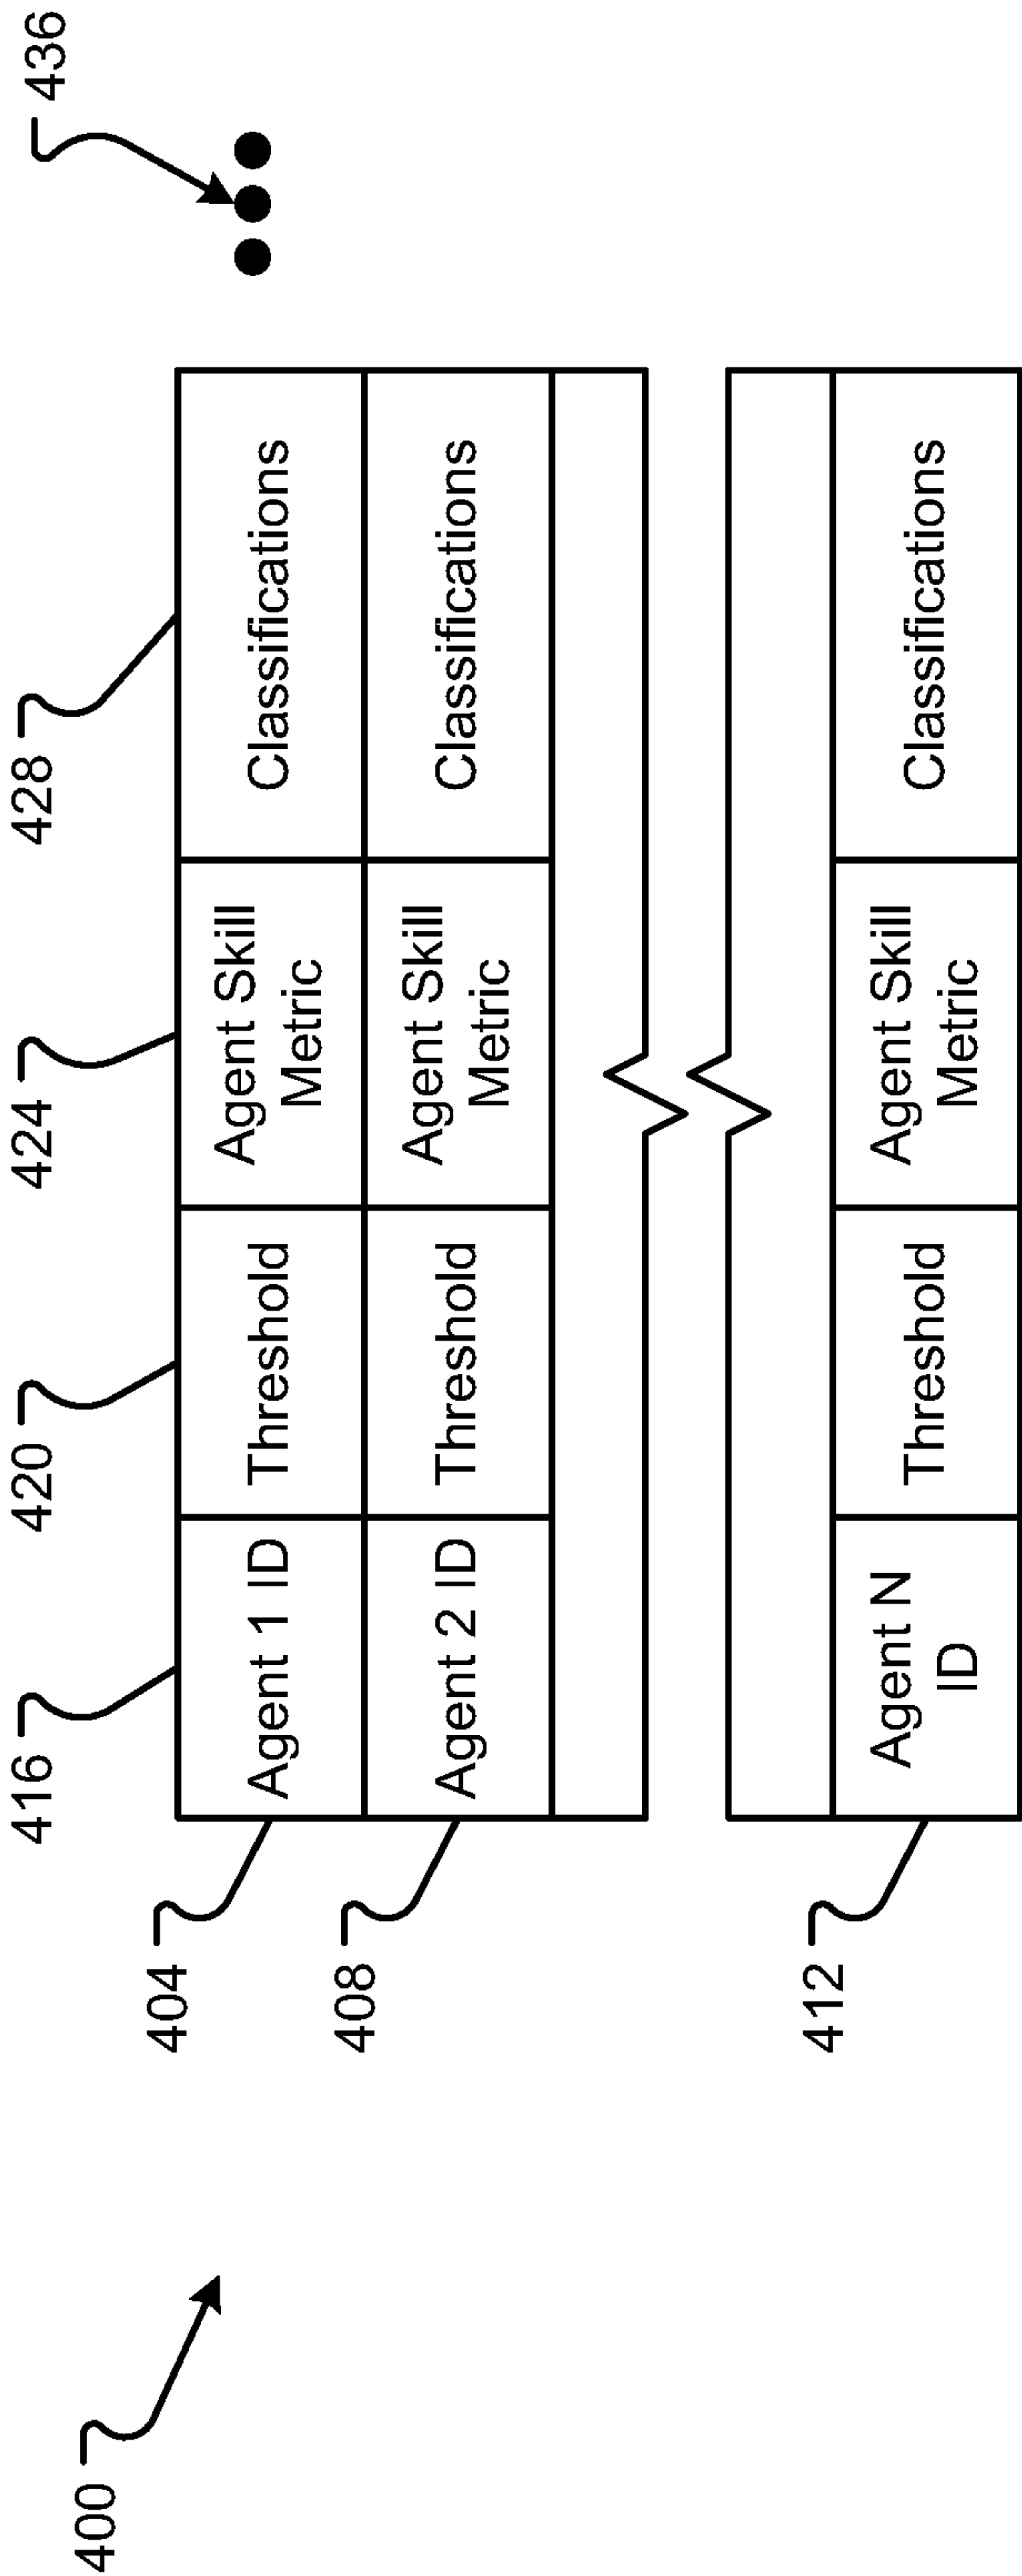 400
416
420
424
428
436
404
Agent 1 ID
Threshold
Agent Skill
Metric
Classifications
408
Agent 2 ID
Threshold
Agent Skill
Metric
Classifications
412
Agent N
ID
Threshold
Agent Skill
Metric
Classifications